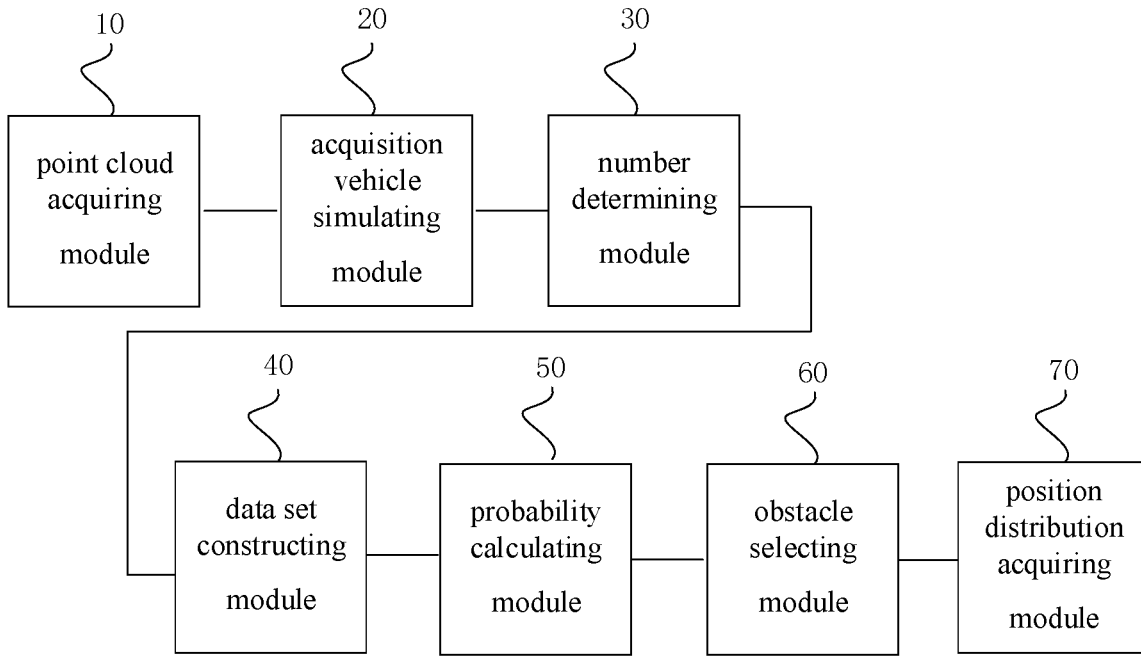 10
20
30
point cloud
acquiring
module
acquisition
vehicle
simulating
module
number
determining
module
40
50
60
70
data set
constructing
module
probability
calculating
module
obstacle
selecting
module
position
distribution
acquiring
module